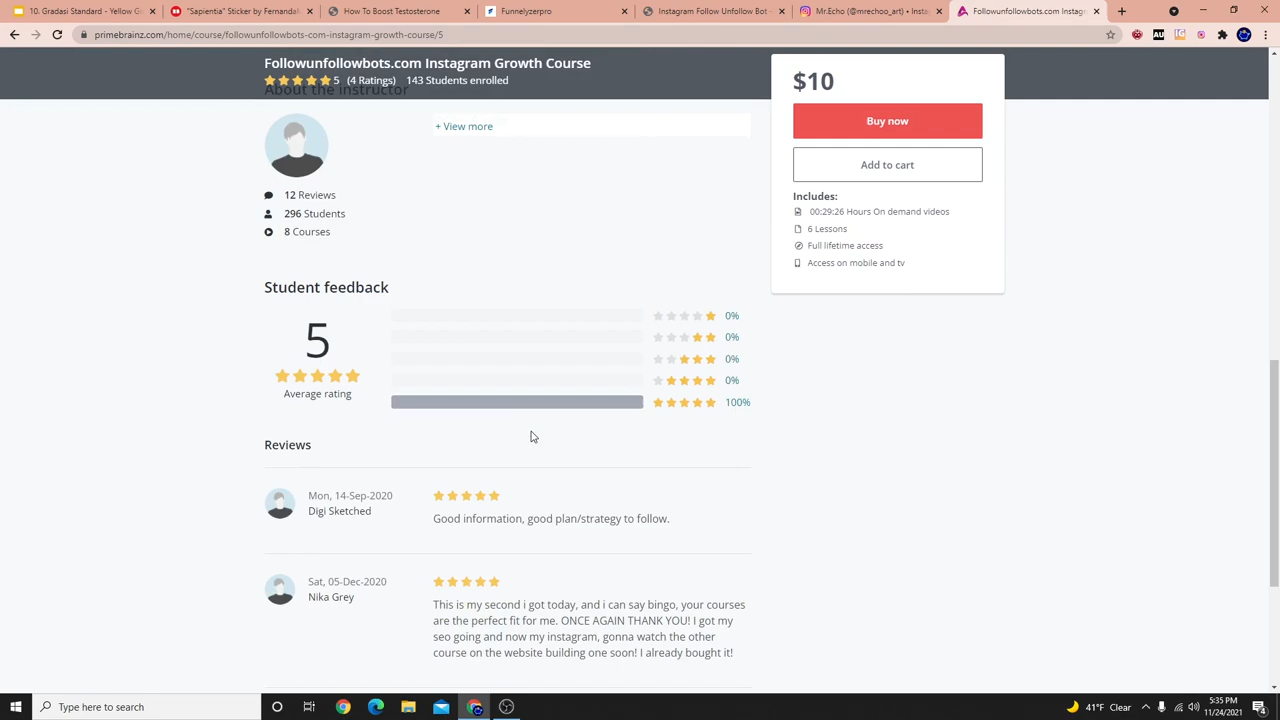 10. Gradasi Standard - Yellow Gr
"Sapientia" Sticker by Fernandaf
How To Boost Testosterone
Funnelyzerpro
Instagram Follow Unfollow Bots
Mr.Echo (@themrecho) • Instag
Followunfollowbots.com Instagr
primebrainz.com/home/course/followunfollowbots-com-instagram-growth-course/5
AU
IG
Followunfollowbots.com Instagram Growth Course
5 (4 Ratings) 143 Students enrolled
About the instructor
+ View more
12 Reviews
296 Students
8 Courses
$10
Buy now
Add to cart
Includes:
00:29:26 Hours On demand videos
6 Lessons
Full lifetime access
Access on mobile and tv
Student feedback
5
Average rating
0%
0%
0%
0%
100%
Reviews
Mon, 14-Sep-2020
Digi Sketched
Good information, good plan/strategy to follow.
Sat, 05-Dec-2020
Nika Grey
This is my second i got today, and i can say bingo, your courses
are the perfect fit for me. ONCE AGAIN THANK YOU! I got my
seo going and now my instagram, gonna watch the other
course on the website building one soon! I already bought it!
Type here to search
41°F Clear
5:35 PM
11/24/2021
4